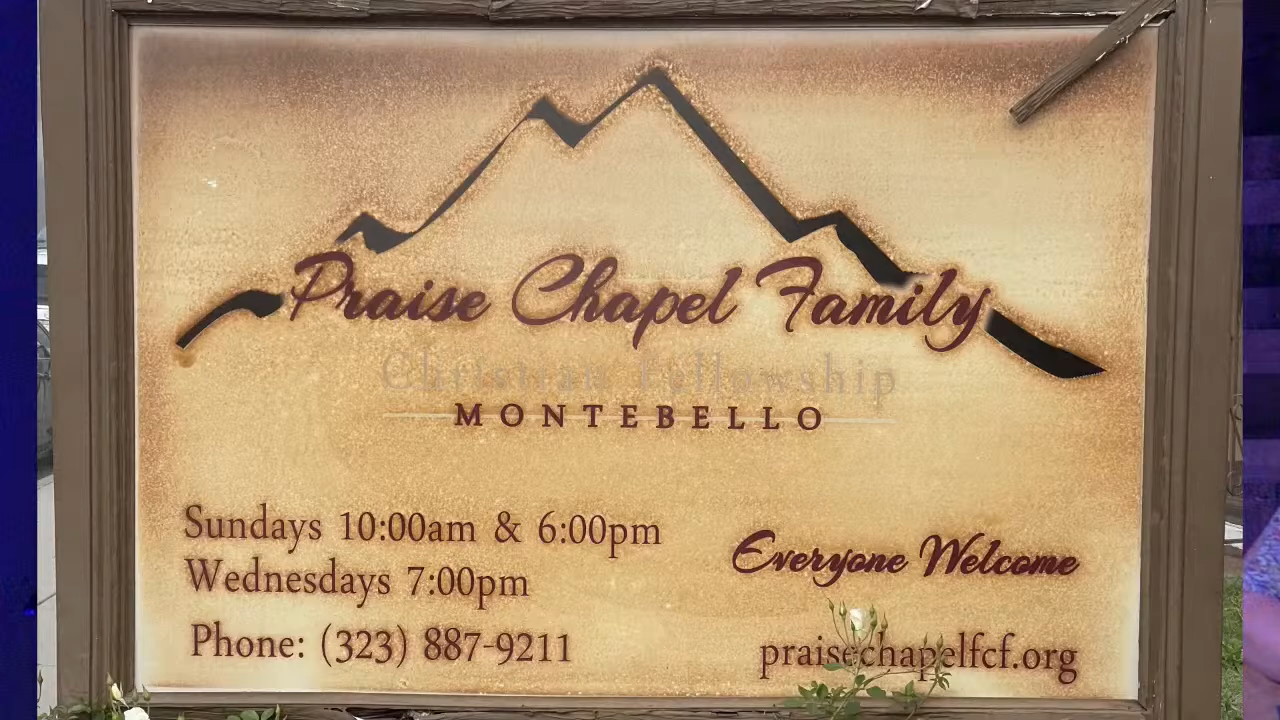 Praise Chapel Family
Christian Fellowship
MONTEBELLO
Sundays 10:00am & 6:00pm
Wednesdays 7:00pm
Everyone Welcome
Phone: (323) 887-9211
praisechapelfcf.org